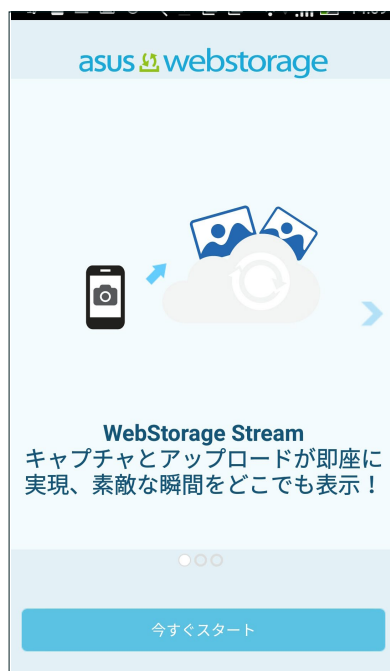 asus webstorage
WebStorage Stream
キャプチャとアップロードが即座に
実現、素敵な瞬間をどこでも表示！
今すぐスタート